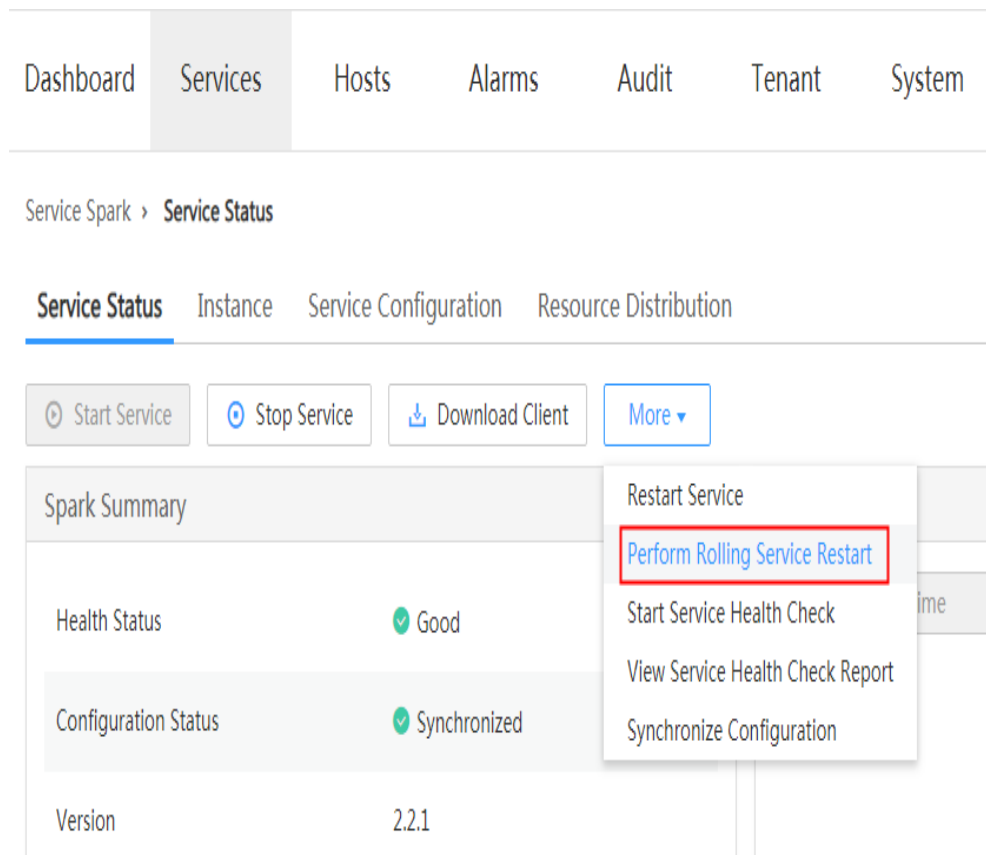 Dashboard Services Hosts Alarms Audit Tenant System
Service Spark › Service Status
Service Status Instance Service Configuration Resource Distribution
Start Service Stop Service Download Client More
Restart Service
Perform Rolling Service Restart
Start Service Health Check
View Service Health Check Report
Synchronize Configuration
Spark Summary
Health Status Good
Configuration Status Synchronized
Version 2.2.1
ime